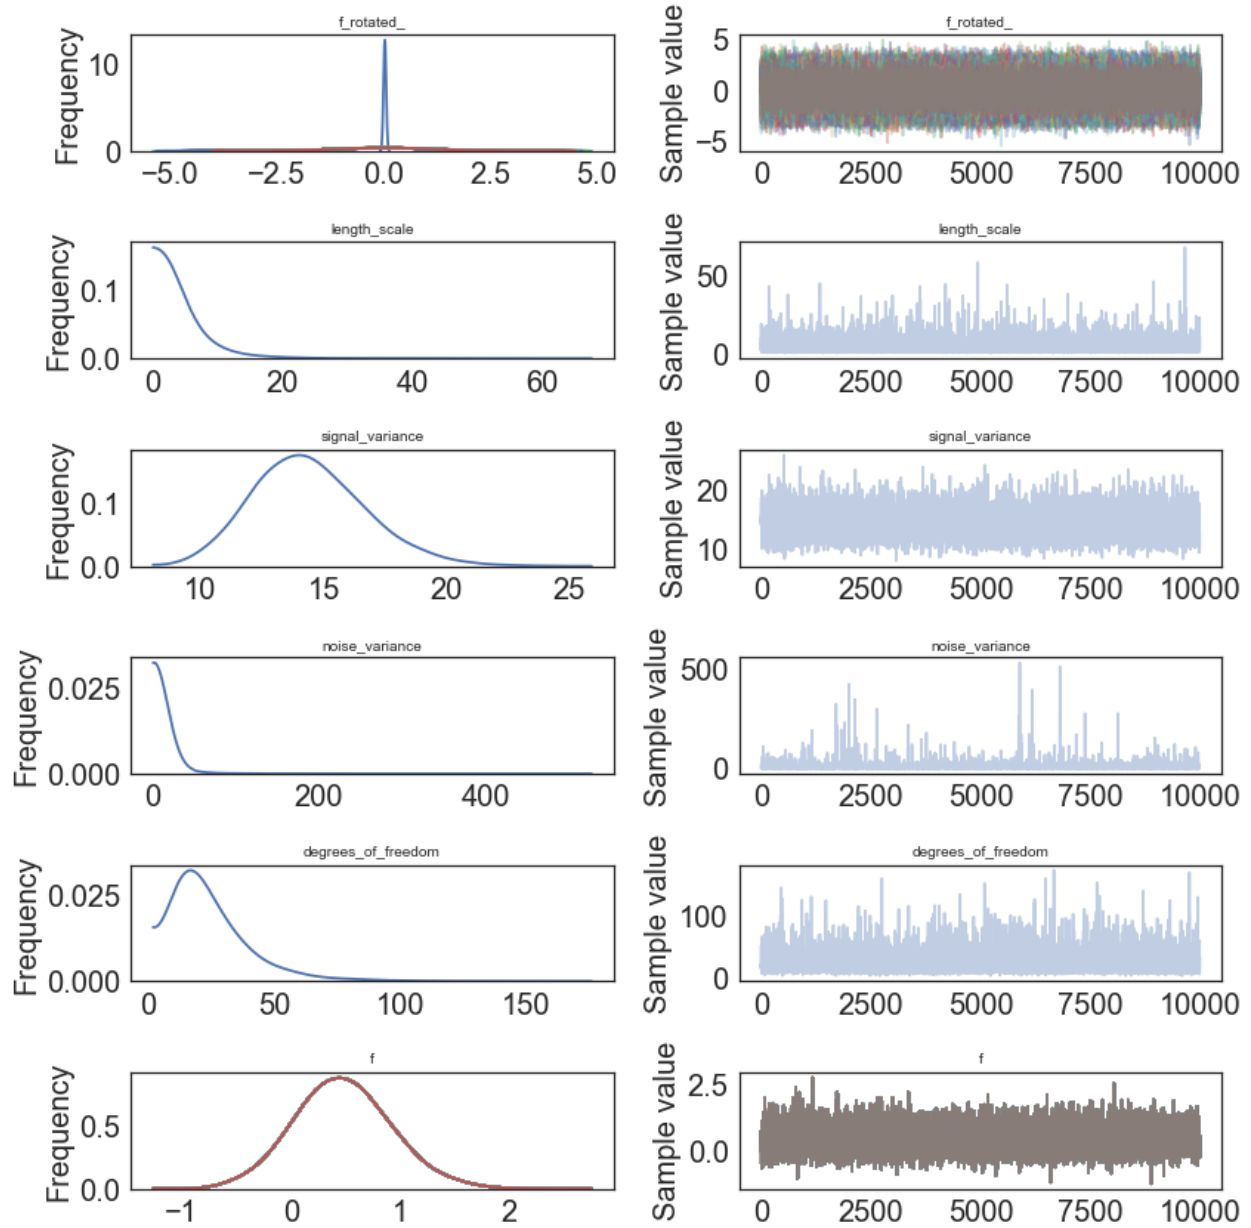 f_rotated_
Frequency
10
0
−5.0 −2.5 0.0 2.5 5.0
f_rotated_
Sample value
5
0
−5
0 2500 5000 7500 10000
length_scale
Frequency
0.1
0.0
0 20 40 60
length_scale
Sample value
50
0
0 2500 5000 7500 10000
signal_variance
Frequency
0.1
0.0
10 15 20 25
signal_variance
Sample value
20
10
0 2500 5000 7500 10000
noise_variance
Frequency
0.025
0.000
0 200 400
noise_variance
Sample value
500
0
0 2500 5000 7500 10000
degrees_of_freedom
Frequency
0.025
0.000
0 50 100 150
degrees_of_freedom
Sample value
100
0
0 2500 5000 7500 10000
f
Frequency
0.5
0.0
−1 0 1 2
f
Sample value
2.5
0.0
0 2500 5000 7500 10000